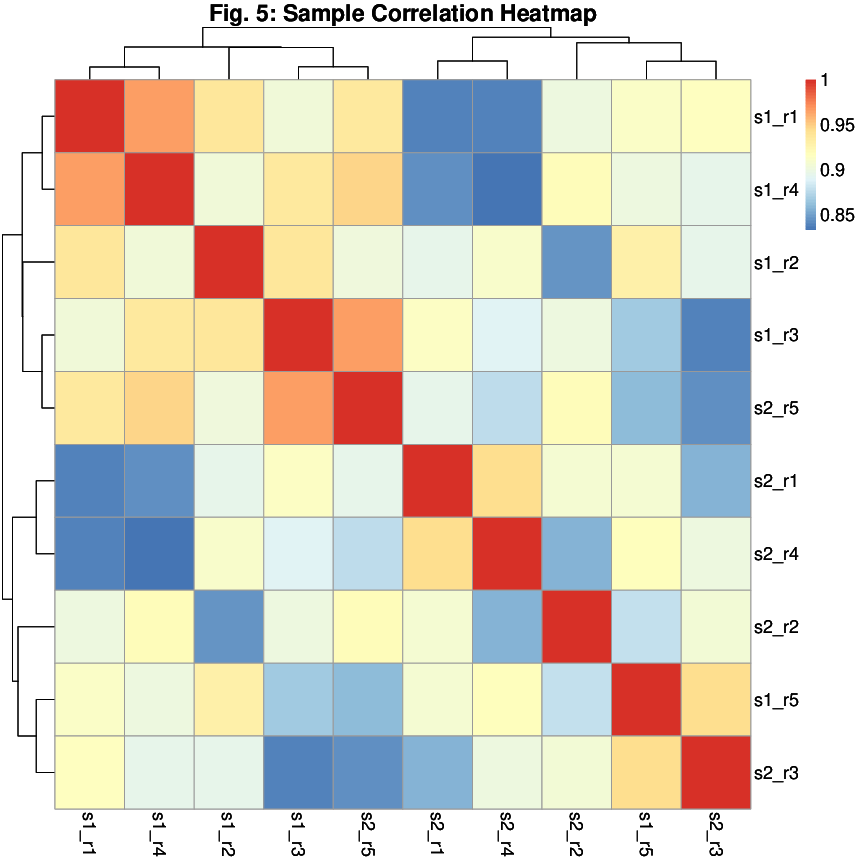 Fig. 5: Sample Correlation Heatmap
1
0.95
0.9
0.85
s1_r1
s1_r4
s1_r2
s1_r3
s2_r5
s2_r1
s2_r4
s2_r2
s1_r5
s2_r3
s1_r1
s1_r4
s1_r2
s1_r3
s2_r5
s2_r1
s2_r4
s2_r2
s1_r5
s2_r3